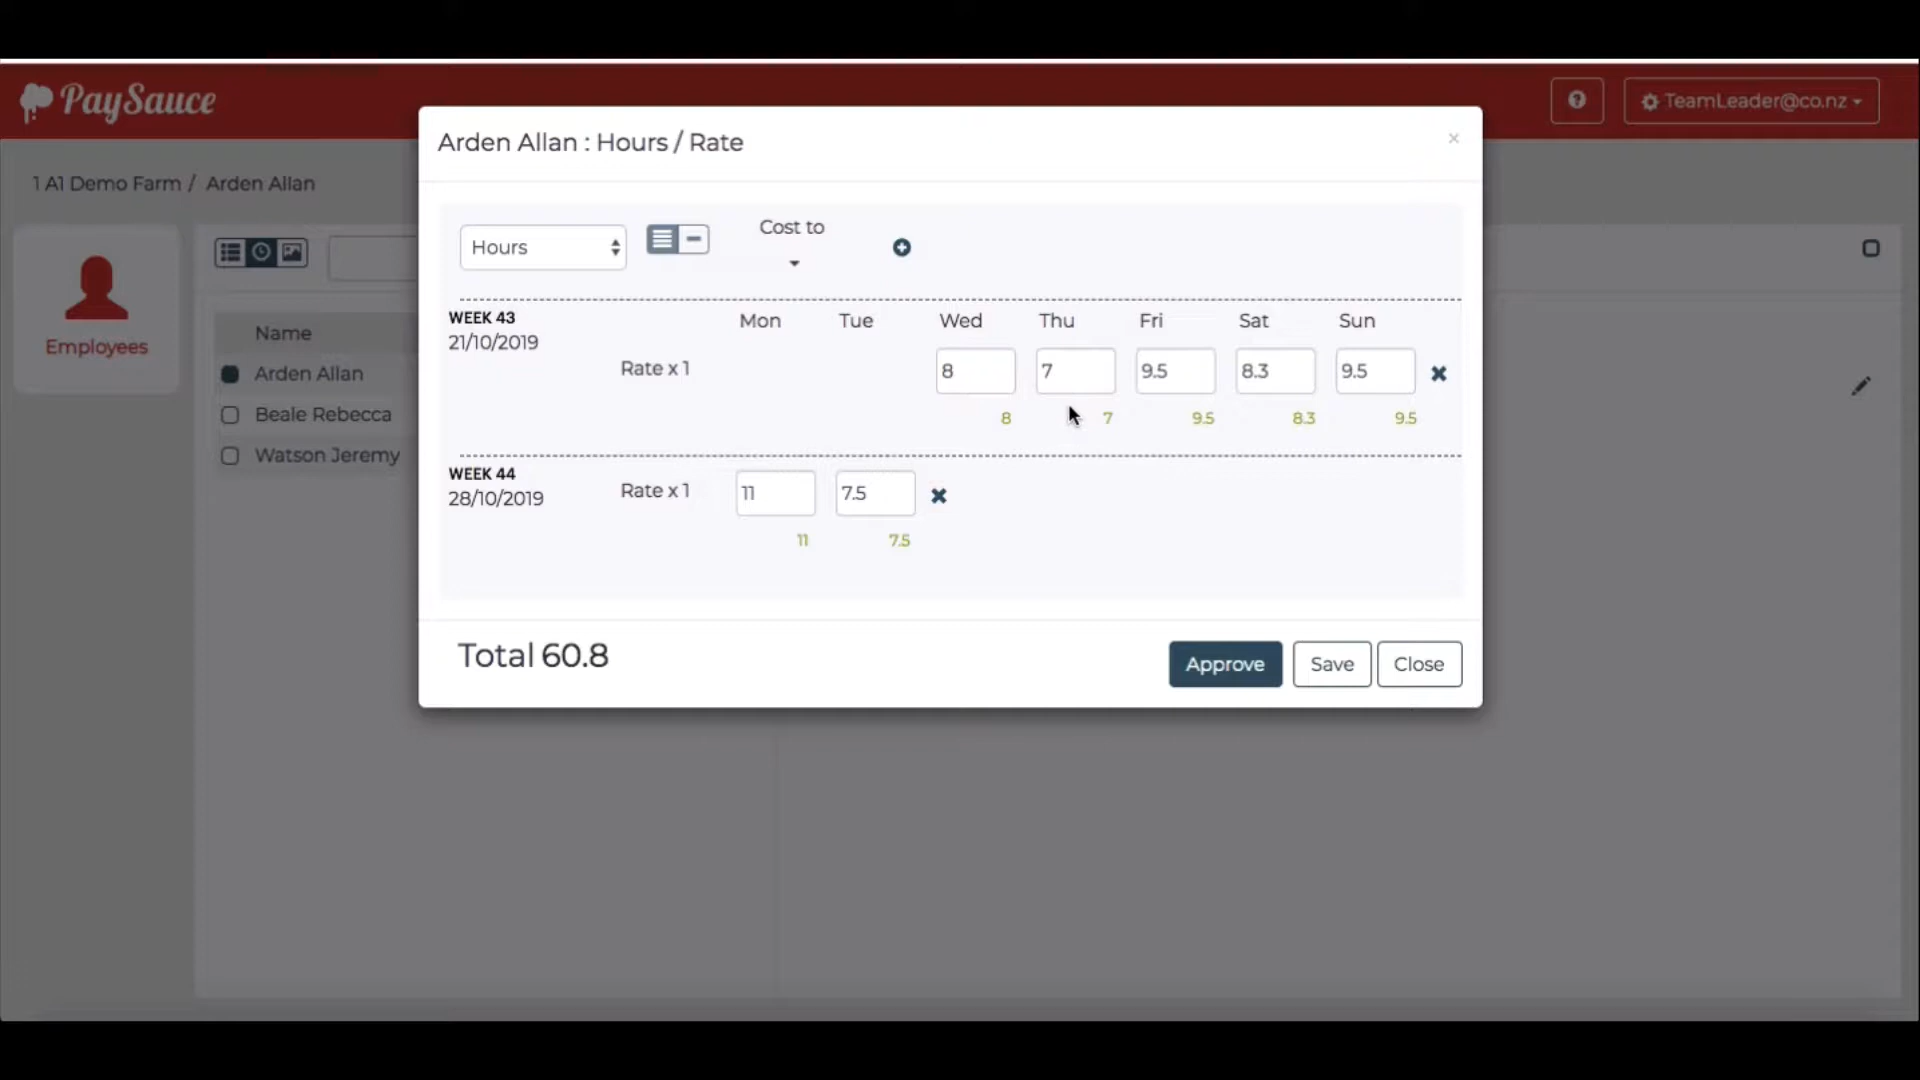 PaySauce
TeamLeader@co.nz
1 A1 Demo Farm / Arden Allan
Employees
Name
Arden Allan
Beale Rebecca
Watson Jeremy
Arden Allan : Hours / Rate
×
Hours
Cost to
WEEK 43
21/10/2019
Mon Tue Wed Thu Fri Sat Sun
Rate x 1
8 7 9.5 8.3 9.5
8 7 9.5 8.3 9.5
WEEK 44
28/10/2019
Rate x 1
11 7.5
11 7.5
Total 60.8
Approve Save Close